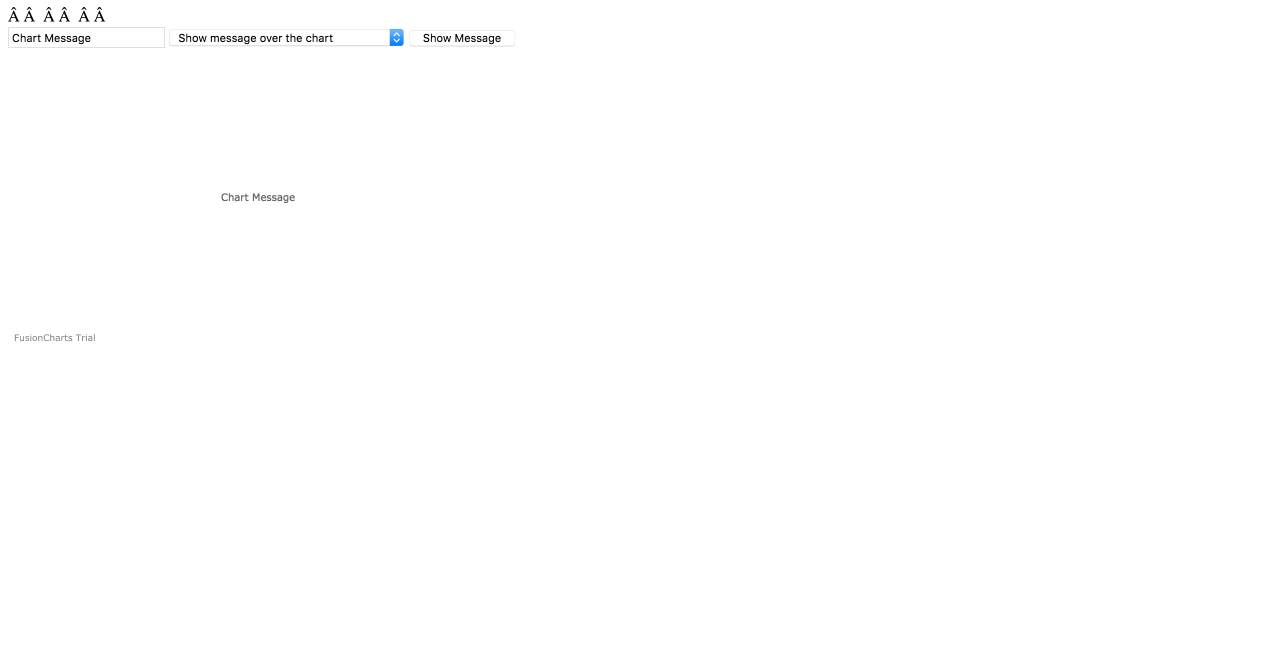 Â Â  Â Â  Â Â
Chart Message Show message over the chart Show Message
Chart Message
FusionCharts Trial